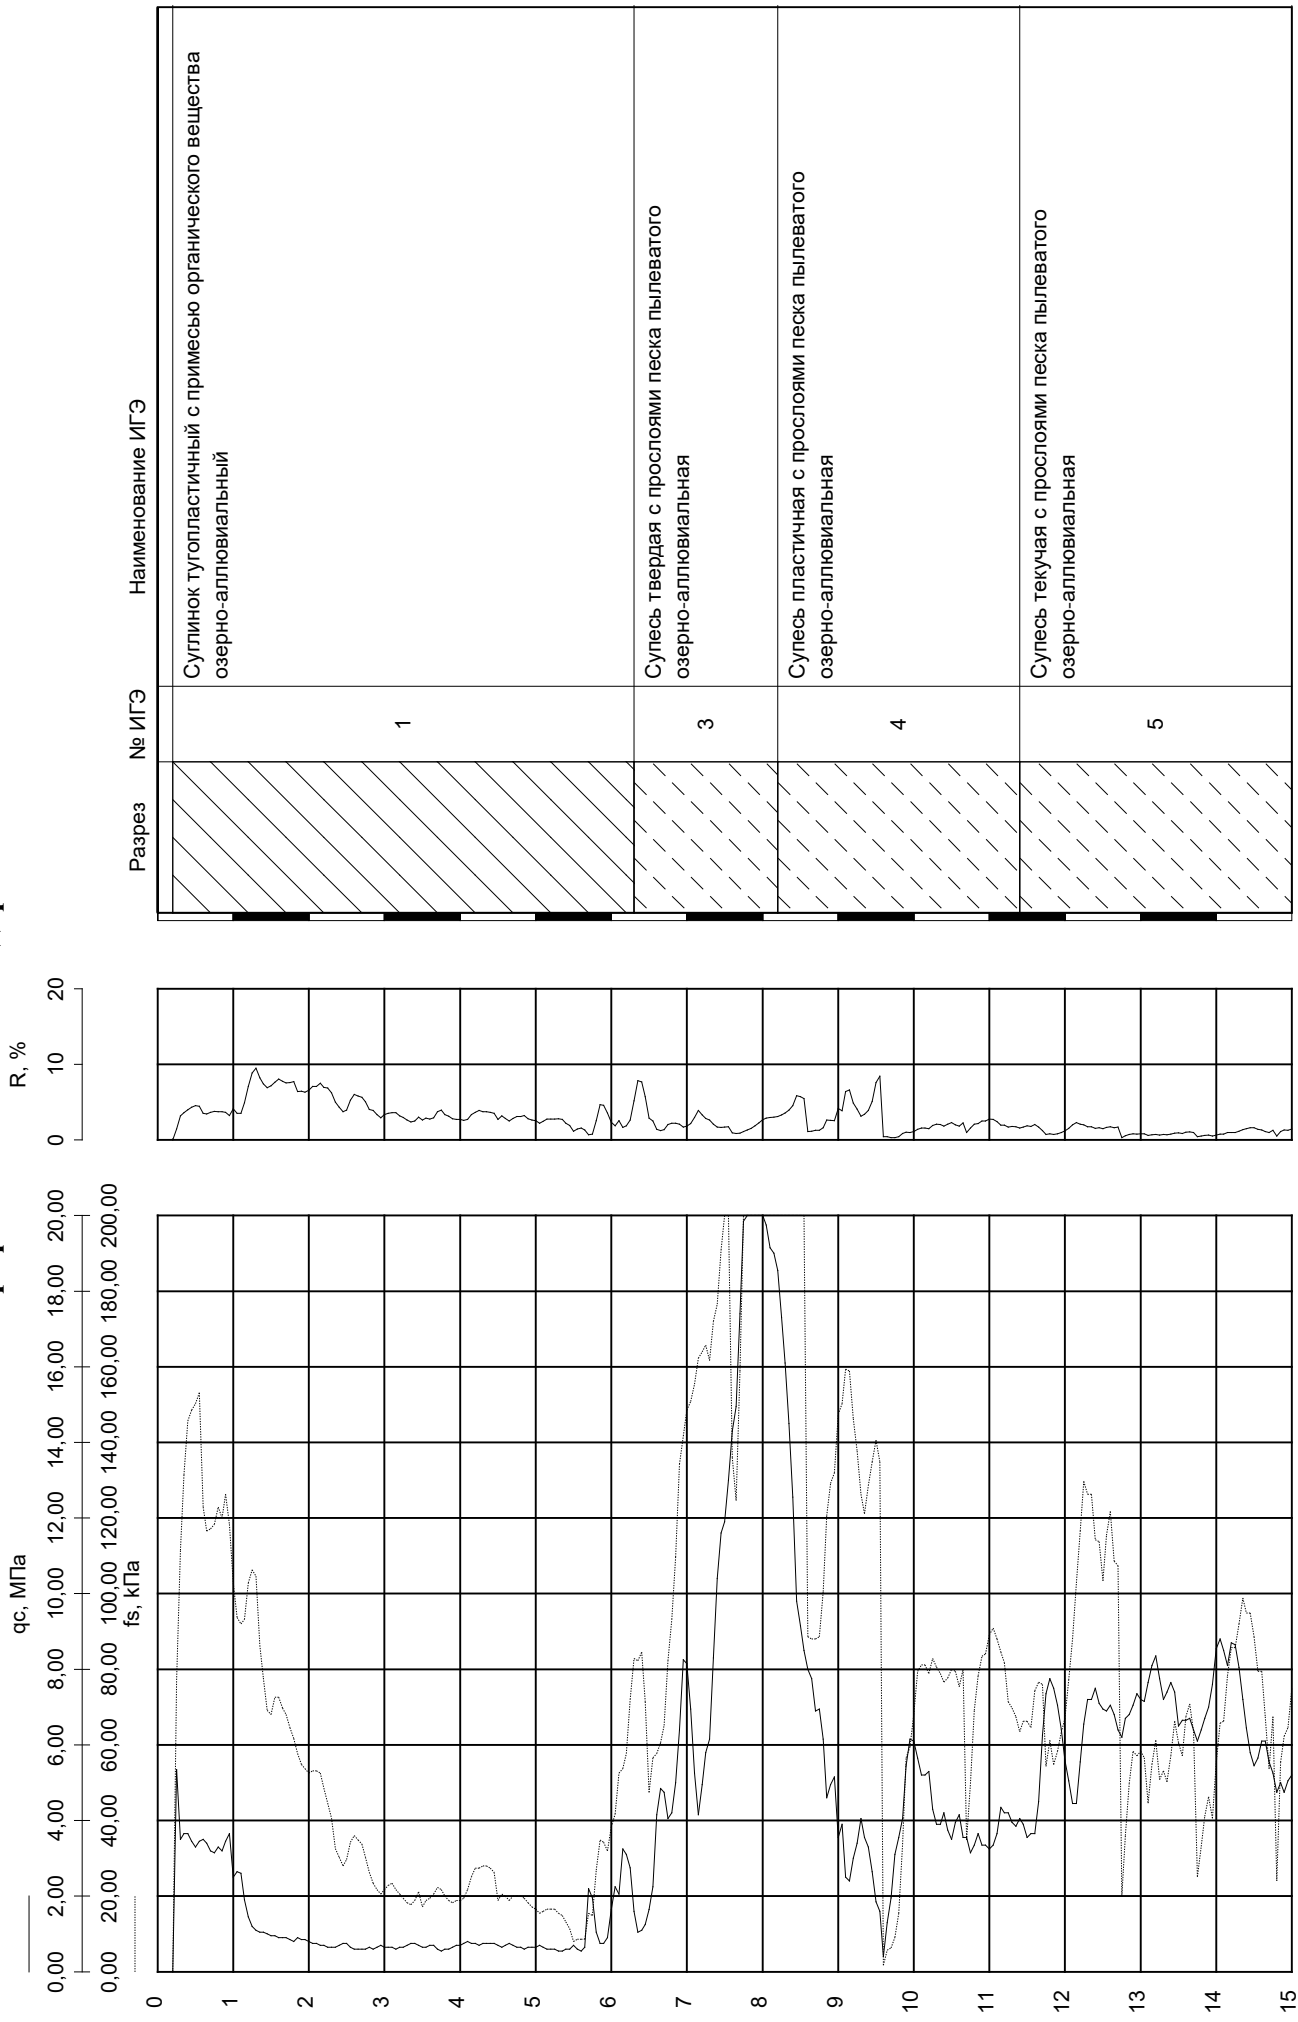 qc, МПа
0,00 2,00 4,00 6,00 8,00 10,00 12,00 14,00 16,00 18,00 20,00
0,00 20,00 40,00 60,00 80,00 100,00 120,00 140,00 160,00 180,00 200,00
fs, кПа
R, %
0 10 20
Разрез
№ ИГЭ
Наименование ИГЭ
0
1
2
3
4
5
6
7
8
9
10
11
12
13
14
15
1
Суглинок тугопластичный с примесью органического вещества
озерно-аллювиальный
3
Супесь твердая с прослоями песка пылеватого
озерно-аллювиальная
4
Супесь пластичная с прослоями песка пылеватого
озерно-аллювиальная
5
Супесь текучая с прослоями песка пылеватого
озерно-аллювиальная